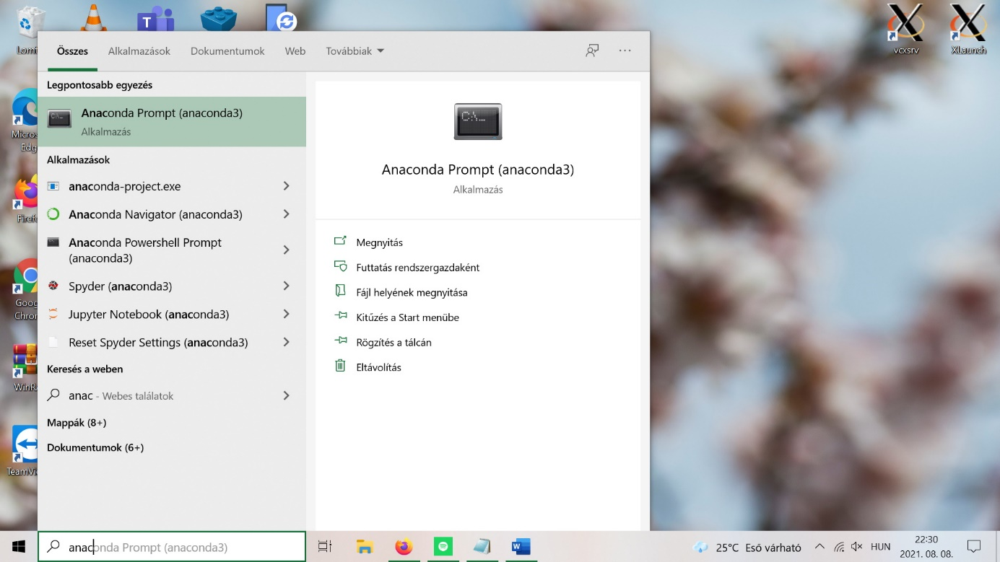 Összes Alkalmazások Dokumentumok Web Továbbiak
Legpontosabb egyezés
Anaconda Prompt (anaconda3)
Alkalmazás
Alkalmazások
anaconda-project.exe
Anaconda Navigator (anaconda3)
Anaconda Powershell Prompt
(anaconda3)
Spyder (anaconda3)
Jupyter Notebook (anaconda3)
Reset Spyder Settings (anaconda3)
Keresés a weben
anac - Webes találatok
Mappák (8+)
Dokumentumok (6+)
C:\._
Anaconda Prompt (anaconda3)
Alkalmazás
Megnyitás
Futtatás rendszergazdaként
Fájl helyének megnyitása
Kitűzés a Start menübe
Rögzítés a tálcán
Eltávolítás
vcxsrv
XLaunch
Lomt
Micros
Edg
Firefo
Goog
Chrom
WinRA
TeamVi
anaconda Prompt (anaconda3)
25°C Eső várható
HUN
22:30
2021. 08. 08.